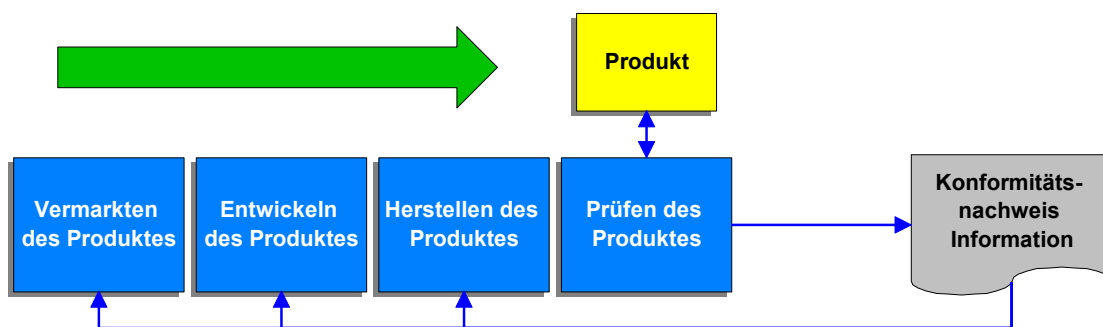 Produkt
Vermarkten
des Produktes
Entwickeln
des Produktes
Herstellen des
Produktes
Prüfen des
Produktes
Konformitäts-
nachweis
Information